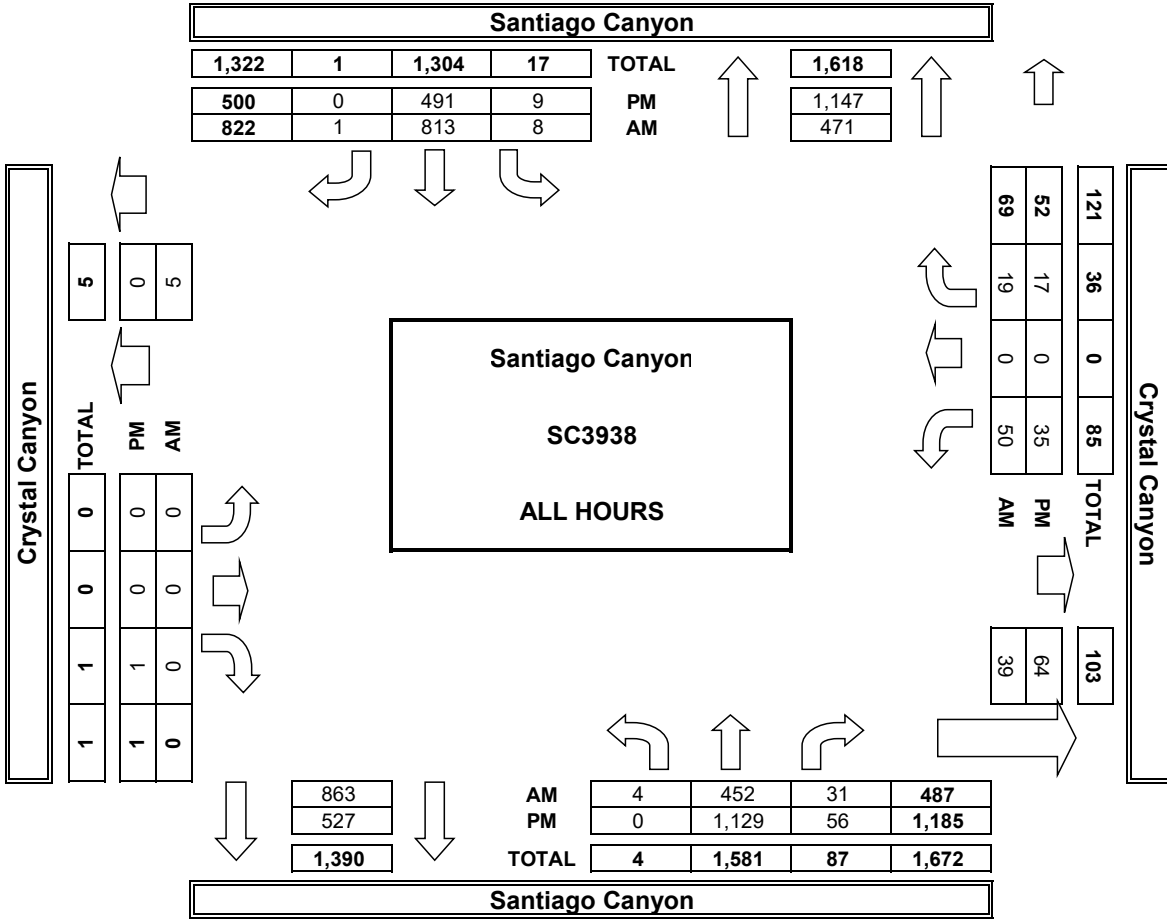 Santiago Canyon
1,322 1 1,304 17 TOTAL 1,618
500 0 491 9 PM 1,147
822 1 813 8 AM 471
Crystal Canyon
5 0 5
TOTAL PM AM
0 0 0
0 0 0
1 1 0
1 1 0
Santiago Canyon
SC3938
ALL HOURS
69 52 121
19 17 36
0 0 0
50 35 85
AM PM TOTAL
39 64 103
Crystal Canyon
863 AM 4 452 31 487
527 PM 0 1,129 56 1,185
1,390 TOTAL 4 1,581 87 1,672
Santiago Canyon